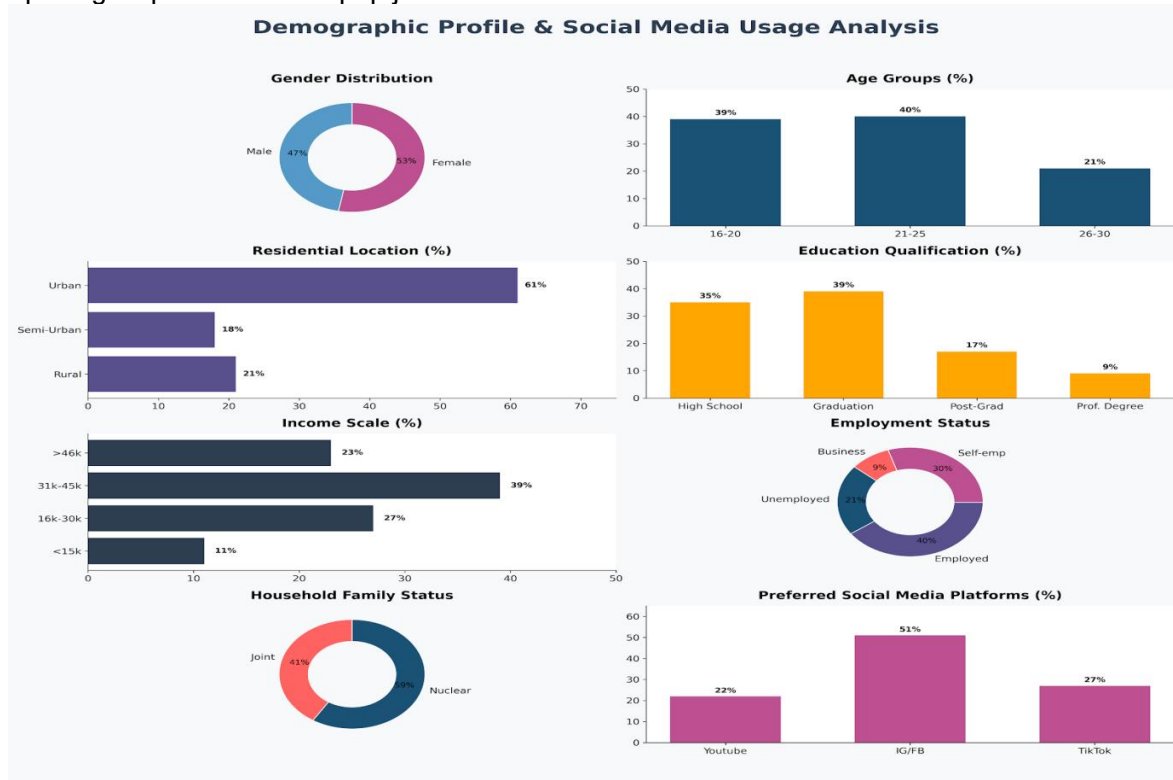 Demographic Profile & Social Media Usage Analysis
Gender Distribution
Male
47%
53%
Female
Age Groups (%)
50
40
30
20
10
0
39%
40%
21%
16-20
21-25
26-30
Residential Location (%)
Urban
61%
Semi-Urban
18%
Rural
21%
0 10 20 30 40 50 60 70
Education Qualification (%)
50
40
30
20
10
0
35%
39%
17%
9%
High School
Graduation
Post-Grad
Prof. Degree
Income Scale (%)
>46k
23%
31k-45k
39%
16k-30k
27%
<15k
11%
0 10 20 30 40 50
Employment Status
Business
9%
Self-emp
30%
Unemployed
21%
40%
Employed
Household Family Status
Joint
41%
59%
Nuclear
Preferred Social Media Platforms (%)
60
50
40
30
20
10
0
22%
51%
27%
Youtube
IG/FB
TikTok